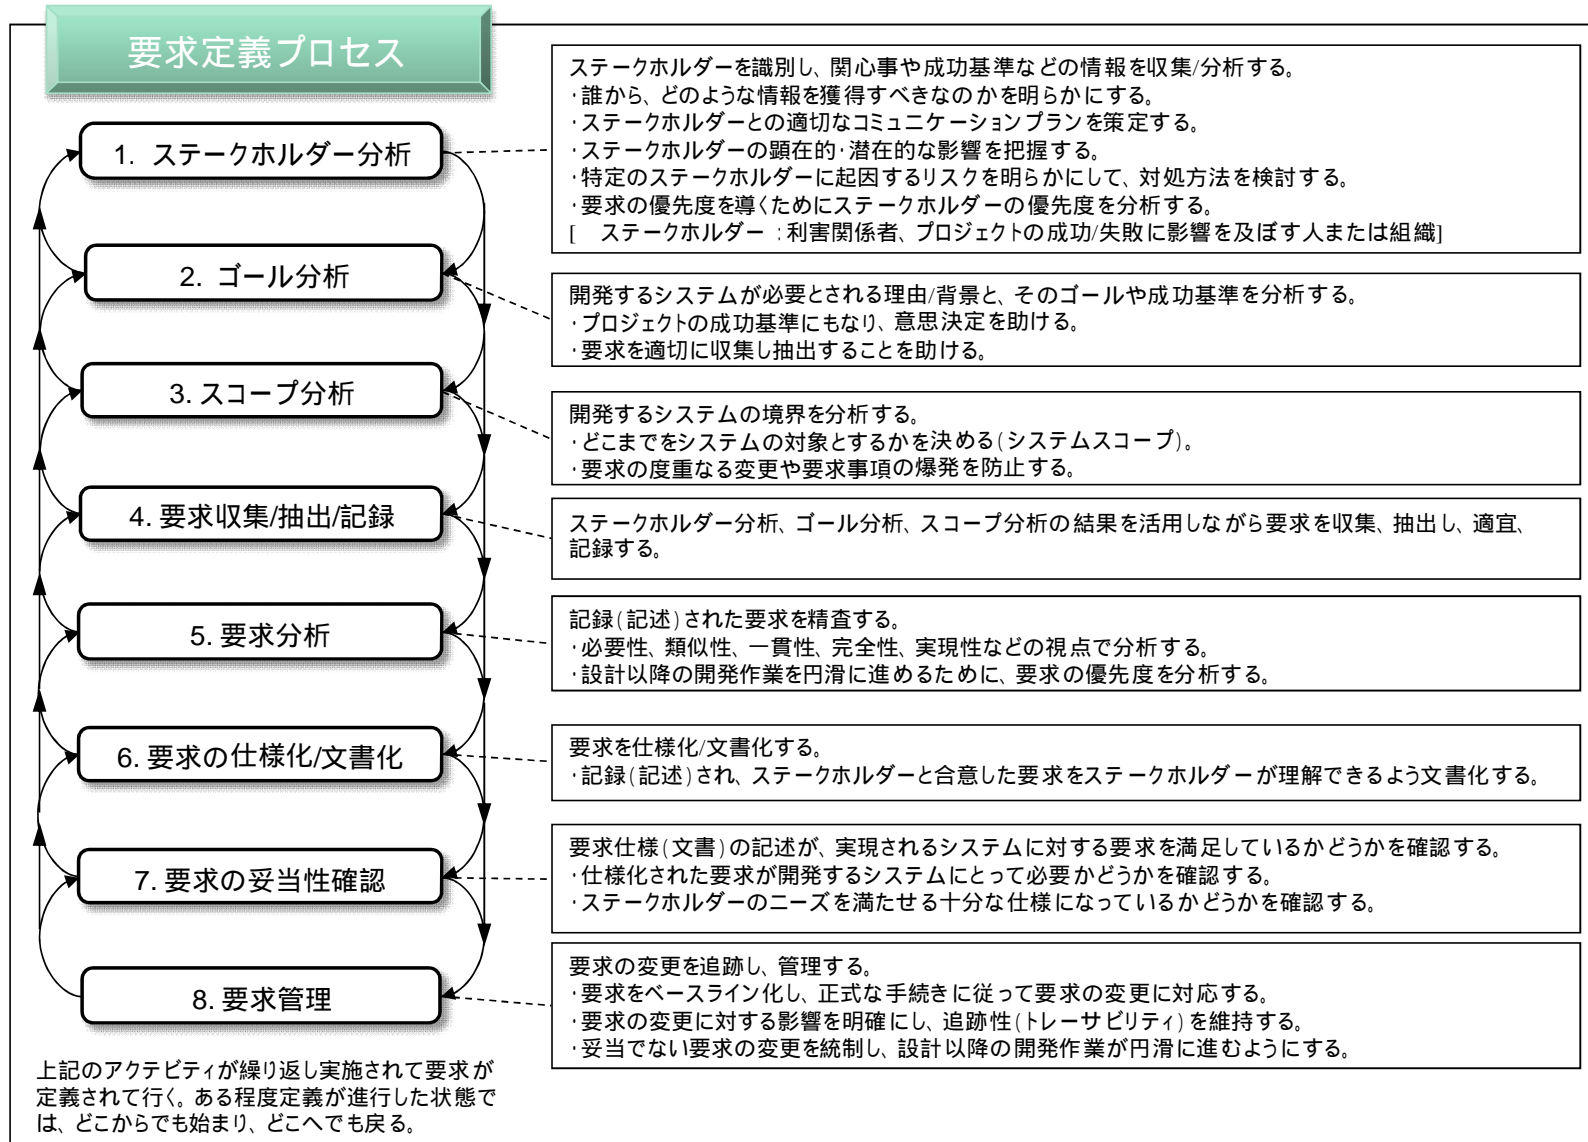 要求定義プロセス
1. ステークホルダー分析
ステークホルダーを識別し、関心事や成功基準などの情報を収集/分析する。
・誰から、どのような情報を獲得すべきなのかを明らかにする。
・ステークホルダーとの適切なコミュニケーションプランを策定する。
・ステークホルダーの顕在的・潜在的な影響を把握する。
・特定のステークホルダーに起因するリスクを明らかにして、対処方法を検討する。
・要求の優先度を導くためにステークホルダーの優先度を分析する。
[ ステークホルダー :利害関係者、プロジェクトの成功/失敗に影響を及ぼす人または組織]
2. ゴール分析
開発するシステムが必要とされる理由/背景と、そのゴールや成功基準を分析する。
・プロジェクトの成功基準にもなり、意思決定を助ける。
・要求を適切に収集し抽出することを助ける。
3. スコープ分析
開発するシステムの境界を分析する。
・どこまでをシステムの対象とするかを決める(システムスコープ)。
・要求の度重なる変更や要求事項の爆発を防止する。
4. 要求収集/抽出/記録
ステークホルダー分析、ゴール分析、スコープ分析の結果を活用しながら要求を収集、抽出し、適宜、
記録する。
5. 要求分析
記録(記述)された要求を精査する。
・必要性、類似性、一貫性、完全性、実現性などの視点で分析する。
・設計以降の開発作業を円滑に進めるために、要求の優先度を分析する。
6. 要求の仕様化/文書化
要求を仕様化/文書化する。
・記録(記述)され、ステークホルダーと合意した要求をステークホルダーが理解できるよう文書化する。
7. 要求の妥当性確認
要求仕様(文書)の記述が、実現されるシステムに対する要求を満足しているかどうかを確認する。
・仕様化された要求が開発するシステムにとって必要かどうかを確認する。
・ステークホルダーのニーズを満たせる十分な仕様になっているかどうかを確認する。
8. 要求管理
要求の変更を追跡し、管理する。
・要求をベースライン化し、正式な手続きに従って要求の変更に対応する。
・要求の変更に対する影響を明確にし、追跡性(トレーサビリティ)を維持する。
・妥当でない要求の変更を統制し、設計以降の開発作業が円滑に進むようにする。
上記のアクテビティが繰り返し実施されて要求が
定義されて行く。ある程度定義が進行した状態で
は、どこからでも始まり、どこへでも戻る。